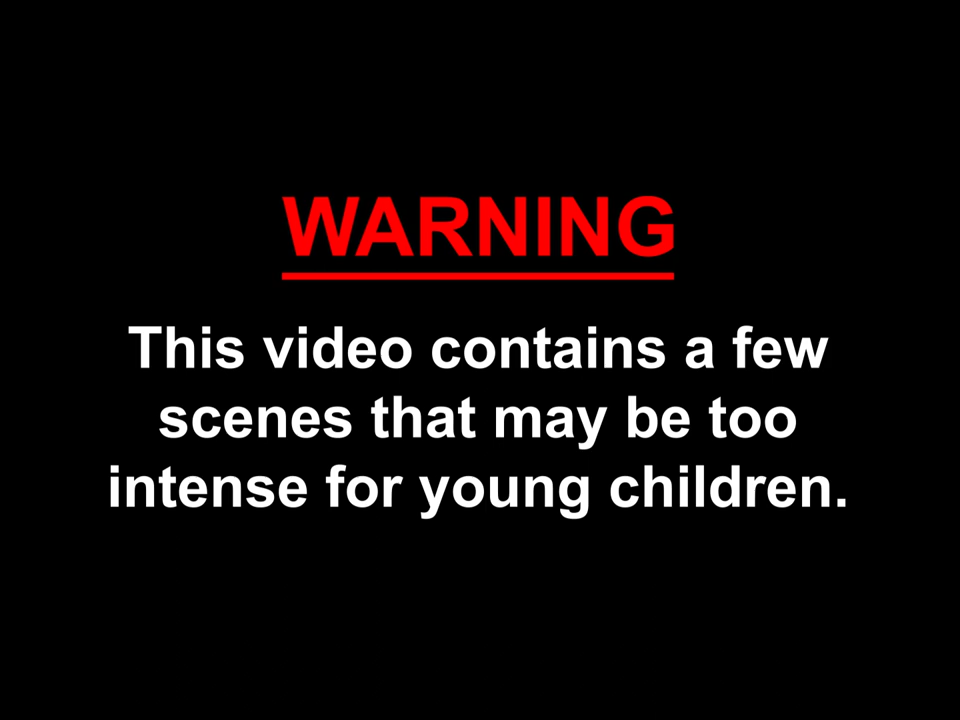 WARNING
This video contains a few
scenes that may be too
intense for young children.